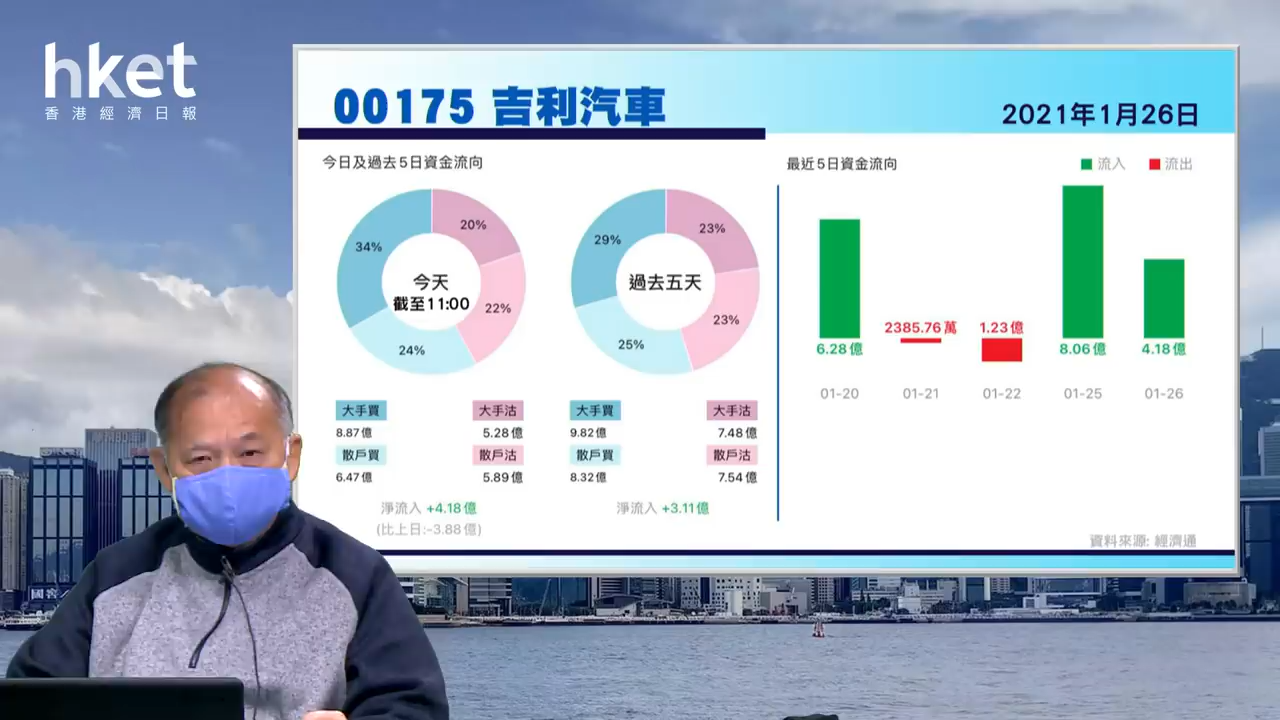 hket
香港經濟日報
00175 吉利汽車
2021年1月26日
今日及過去5日資金流向
34%
20%
22%
24%
今天
截至11:00
29%
23%
23%
25%
過去五天
大手買
大手沽
8.87億
5.28億
散戶買
散戶沽
6.47億
5.89億
淨流入 +4.18億
(比上日:-3.88億)
大手買
大手沽
9.82億
7.48億
散戶買
散戶沽
8.32億
7.54億
淨流入 +3.11億
最近5日資金流向
流入
流出
6.28億
2385.76萬
1.23億
8.06億
4.18億
01-20
01-21
01-22
01-25
01-26
資料來源: 經濟通